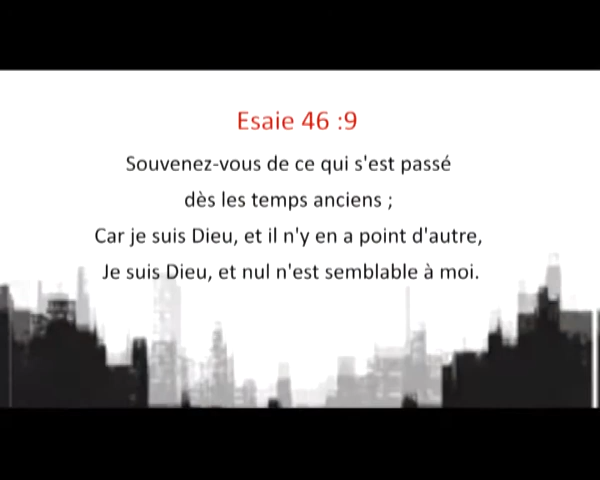 Esaie 46 :9
Souvenez-vous de ce qui s'est passé
dès les temps anciens ;
Car je suis Dieu, et il n'y en a point d'autre,
Je suis Dieu, et nul n'est semblable à moi.